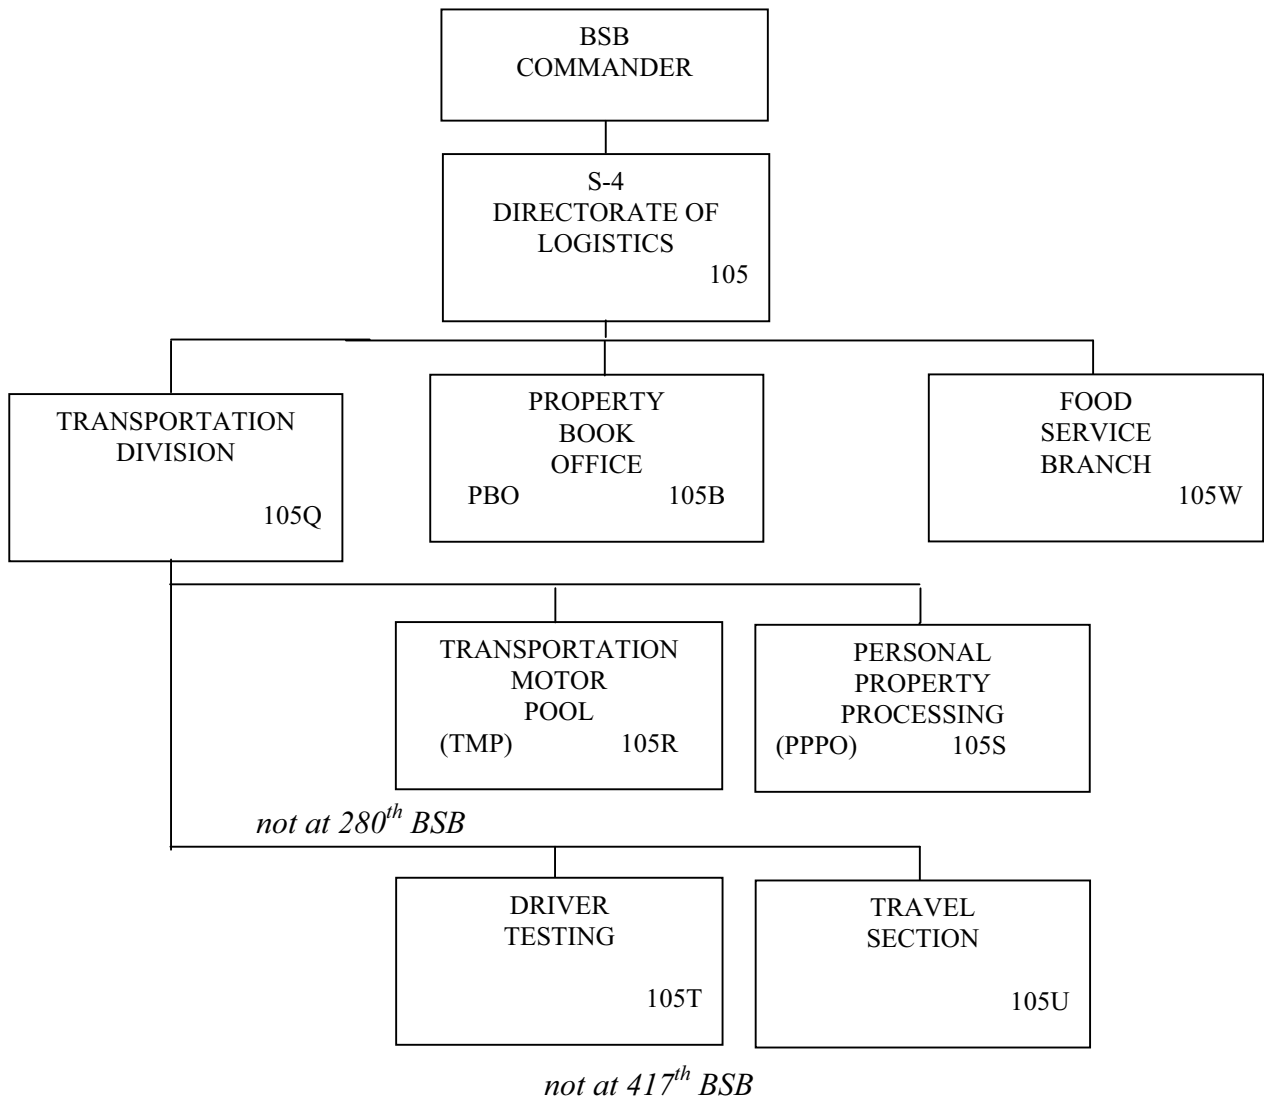 BSB
COMMANDER
S-4
DIRECTORATE OF
LOGISTICS
105
TRANSPORTATION
DIVISION
105Q
PROPERTY
BOOK
OFFICE
PBO 105B
FOOD
SERVICE
BRANCH
105W
TRANSPORTATION
MOTOR
POOL
(TMP) 105R
PERSONAL
PROPERTY
PROCESSING
(PPPO) 105S
not at 280th BSB
DRIVER
TESTING
105T
TRAVEL
SECTION
105U
not at 417th BSB